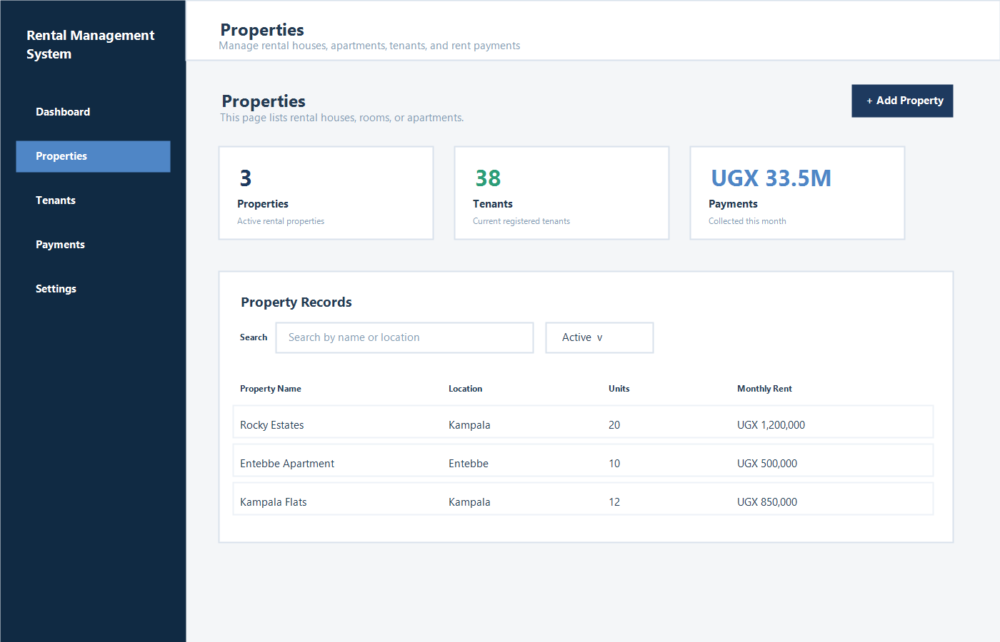 Rental Management
System
Dashboard
Properties
Tenants
Payments
Settings
Properties
Manage rental houses, apartments, tenants, and rent payments
Properties
This page lists rental houses, rooms, or apartments.
+ Add Property
3
Properties
Active rental properties
38
Tenants
Current registered tenants
UGX 33.5M
Payments
Collected this month
Property Records
Search
Search by name or location
Active v
Property Name Location Units Monthly Rent
Rocky Estates Kampala 20 UGX 1,200,000
Entebbe Apartment Entebbe 10 UGX 500,000
Kampala Flats Kampala 12 UGX 850,000